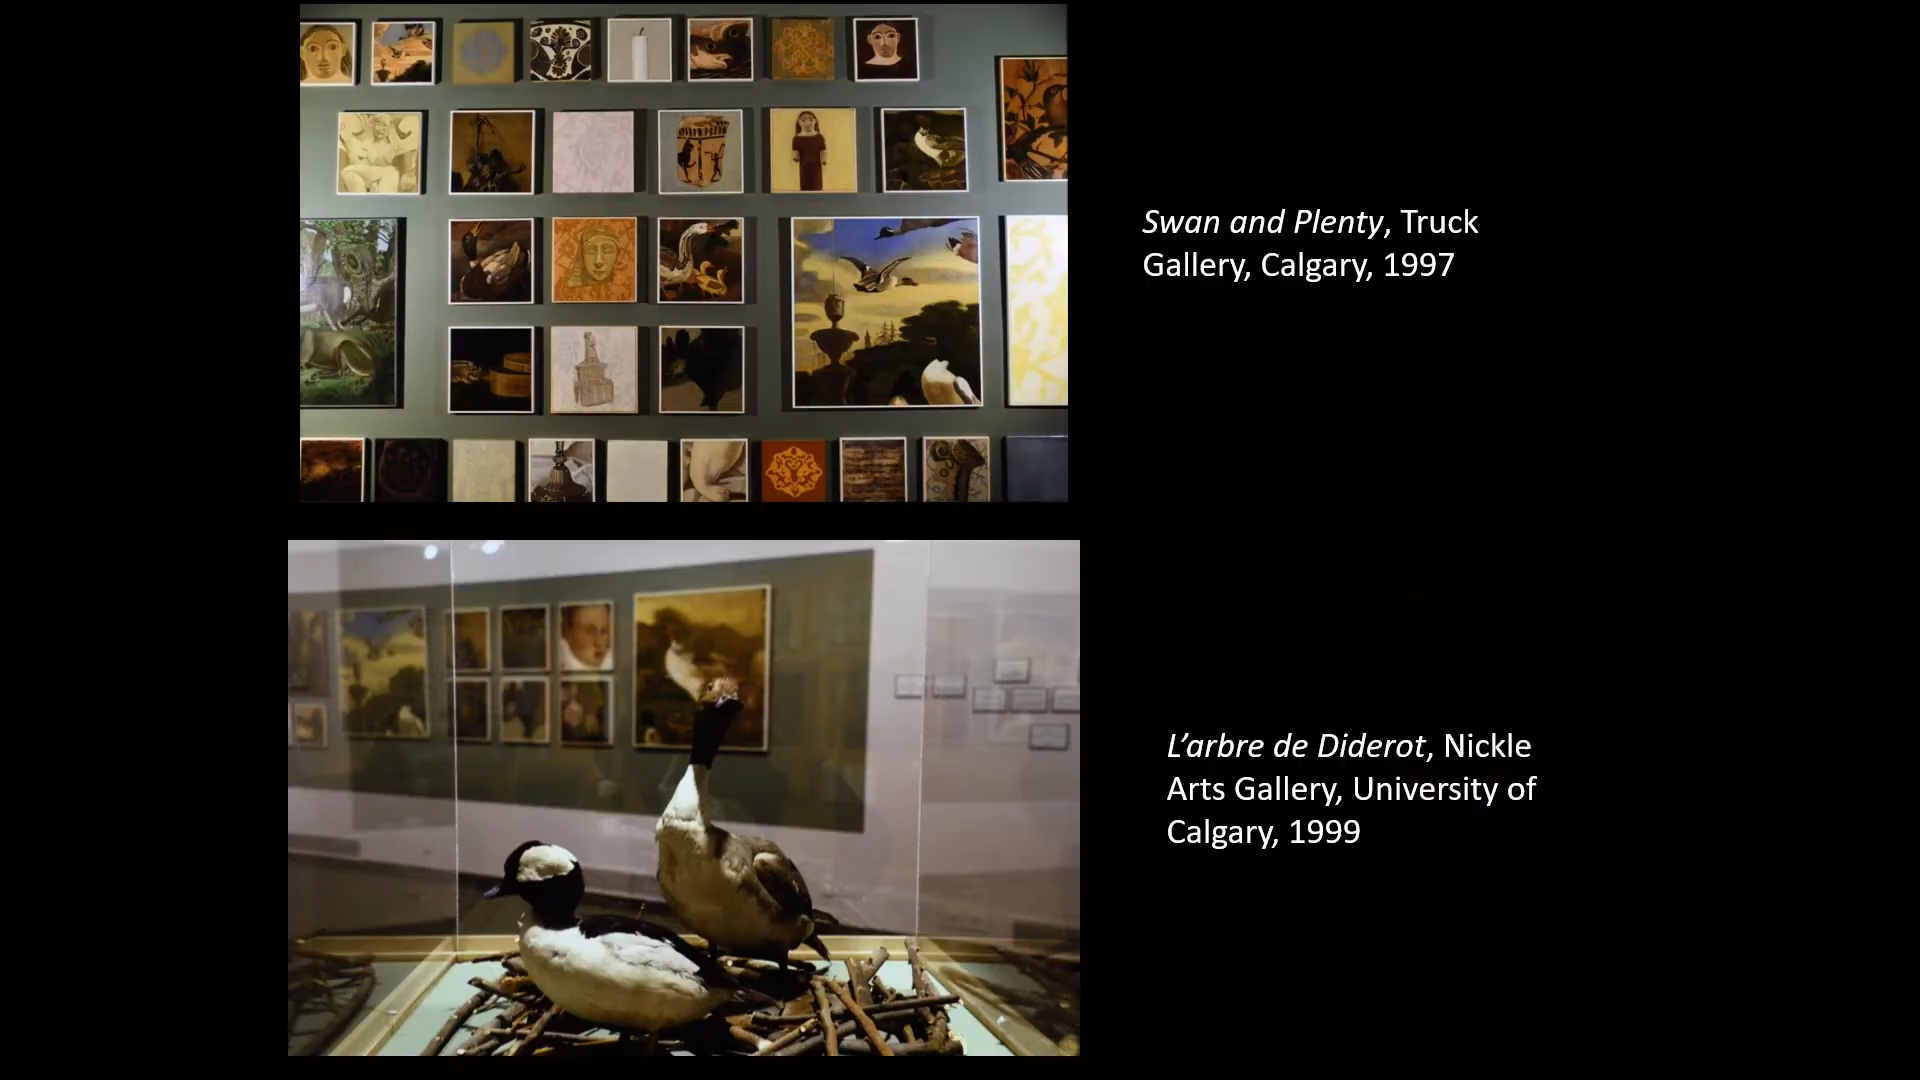 Swan and Plenty, Truck
Gallery, Calgary, 1997
L’arbre de Diderot, Nickle
Arts Gallery, University of
Calgary, 1999